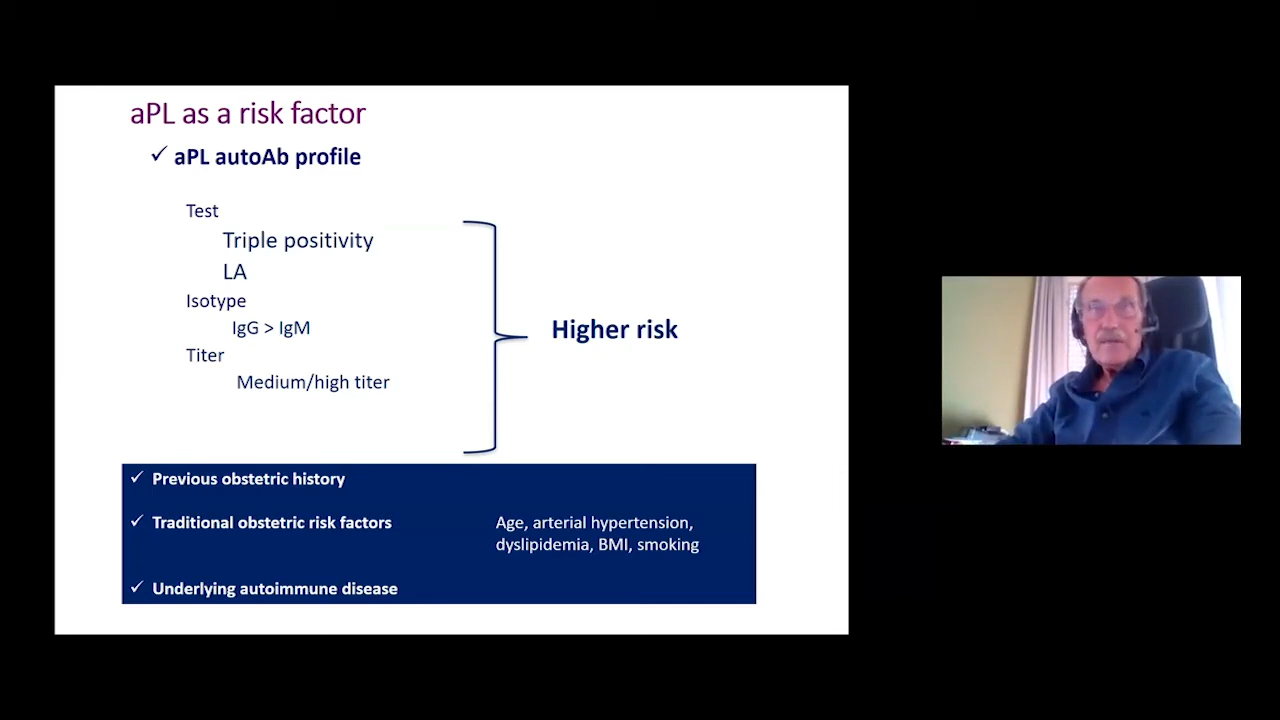 aPL as a risk factor
✓ aPL autoAb profile
Test
Triple positivity
LA
Isotype
IgG > IgM
Titer
Medium/high titer
Higher risk
✓ Previous obstetric history
✓ Traditional obstetric risk factors
Age, arterial hypertension,
dyslipidemia, BMI, smoking
✓ Underlying autoimmune disease